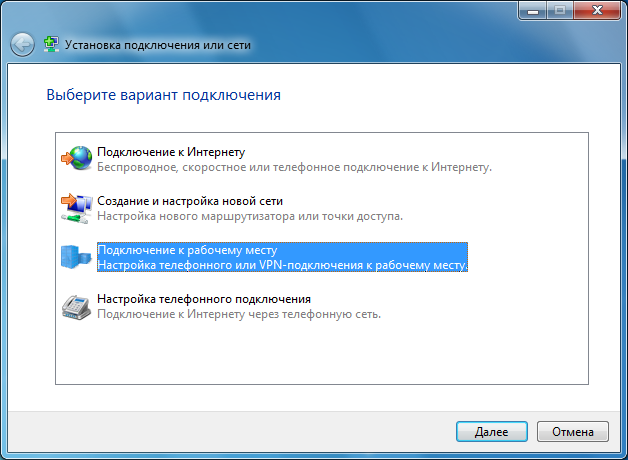 Установка подключения или сети
Выберите вариант подключения
Подключение к Интернету
Беспроводное, скоростное или телефонное подключение к Интернету.
Создание и настройка новой сети
Настройка нового маршрутизатора или точки доступа.
Подключение к рабочему месту
Настройка телефонного или VPN-подключения к рабочему месту.
Настройка телефонного подключения
Подключение к Интернету через телефонную сеть.
Далее
Отмена